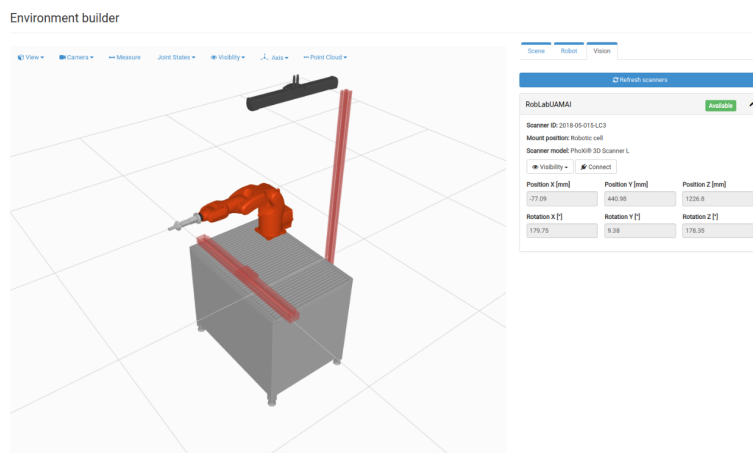 Environment builder
View Camera Measure Joint States Visiblity Axis Point Cloud
Scene Robot Vision
Refresh scanners
RobLabUAMAI Available
Scanner ID: 2018-05-015-LC3
Mount position: Robotic cell
Scanner model: PhoXi® 3D Scanner L
Visibility Connect
Position X [mm] Position Y [mm] Position Z [mm]
-77.09 440.98 1226.8
Rotation X [°] Rotation Y [°] Rotation Z [°]
179.75 9.38 178.35